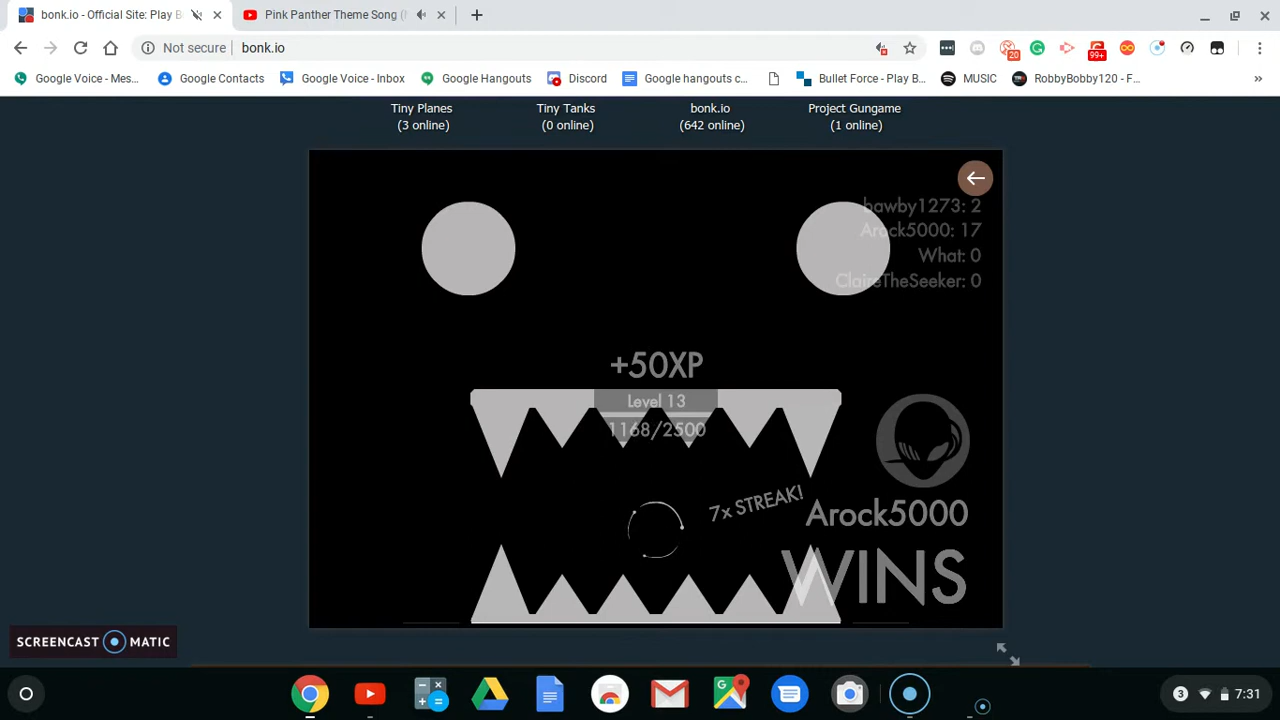 bonk.io - Official Site: Play B
Pink Panther Theme Song (
Not secure
bonk.io
20
99+
Google Voice - Mes...
Google Contacts
Google Voice - Inbox
Google Hangouts
Discord
Google hangouts c...
Bullet Force - Play B...
MUSIC
RobbyBobby120 - F...
»
Tiny Planes
(3 online)
Tiny Tanks
(0 online)
bonk.io
(642 online)
Project Gungame
(1 online)
bawby1273: 2
Arock5000: 17
What: 0
ClaireTheSeeker: 0
+50XP
Level 13
1168/2500
7x STREAK!
Arock5000
WINS
SCREENCAST MATIC
3
7:31